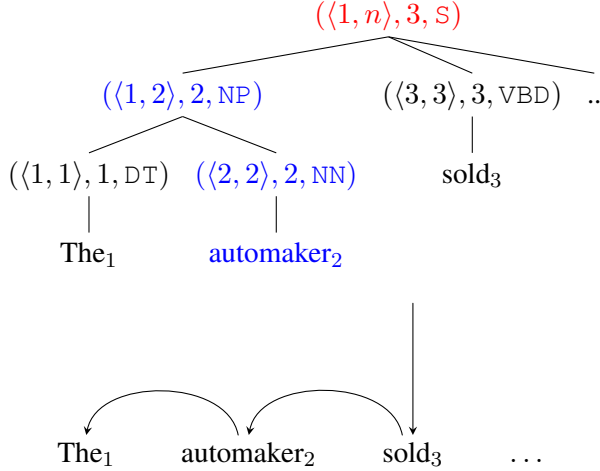 (⟨1, n⟩, 3, S)
(⟨1, 2⟩, 2, NP) (⟨3, 3⟩, 3, VBD) ..
(⟨1, 1⟩, 1, DT) (⟨2, 2⟩, 2, NN) sold₃
The₁ automaker₂
The₁ automaker₂ sold₃ ...